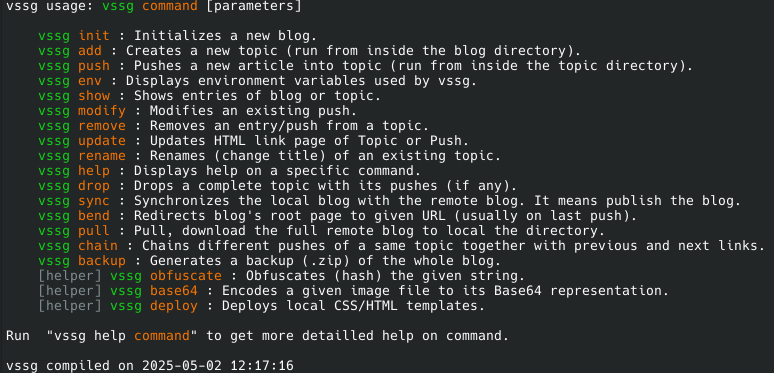 vssg usage: vssg command [parameters]
vssg init : Initializes a new blog.
vssg add : Creates a new topic (run from inside the blog directory).
vssg push : Pushes a new article into topic (run from inside the topic directory).
vssg env : Displays environment variables used by vssg.
vssg show : Shows entries of blog or topic.
vssg modify : Modifies an existing push.
vssg remove : Removes an entry/push from a topic.
vssg update : Updates HTML link page of Topic or Push.
vssg rename : Renames (change title) of an existing topic.
vssg help : Displays help on a specific command.
vssg drop : Drops a complete topic with its pushes (if any).
vssg sync : Synchronizes the local blog with the remote blog. It means publish the blog.
vssg bend : Redirects blog's root page to given URL (usually on last push).
vssg pull : Pull, download the full remote blog to local the directory.
vssg chain : Chains different pushes of a same topic together with previous and next links.
vssg backup : Generates a backup (.zip) of the whole blog.
[helper] vssg obfuscate : Obfuscates (hash) the given string.
[helper] vssg base64 : Encodes a given image file to its Base64 representation.
[helper] vssg deploy : Deploys local CSS/HTML templates.
Run  "vssg help command" to get more detailled help on command.
vssg compiled on 2025-05-02 12:17:16